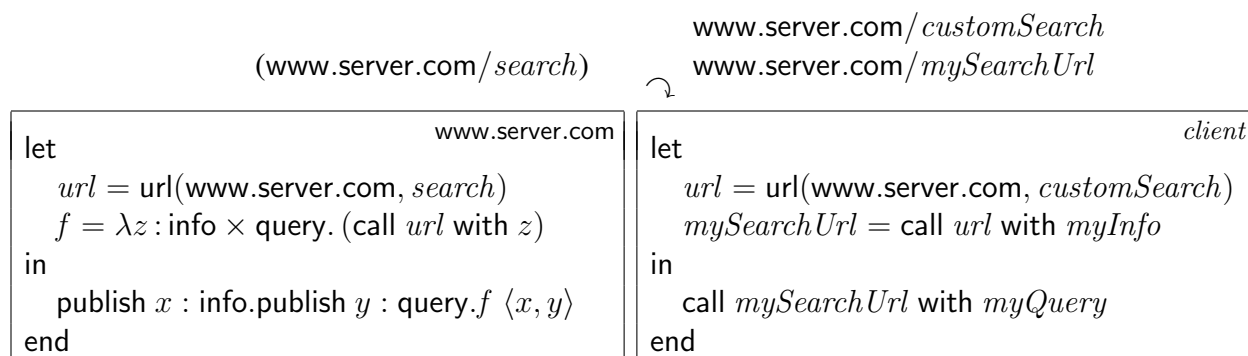 www.server.com/customSearch
(www.server.com/search) www.server.com/mySearchUrl
www.server.com
let
url = url(www.server.com, search)
f = λz : info × query. (call url with z)
in
publish x : info.publish y : query.f ⟨x, y⟩
end
client
let
url = url(www.server.com, customSearch)
mySearchUrl = call url with myInfo
in
call mySearchUrl with myQuery
end